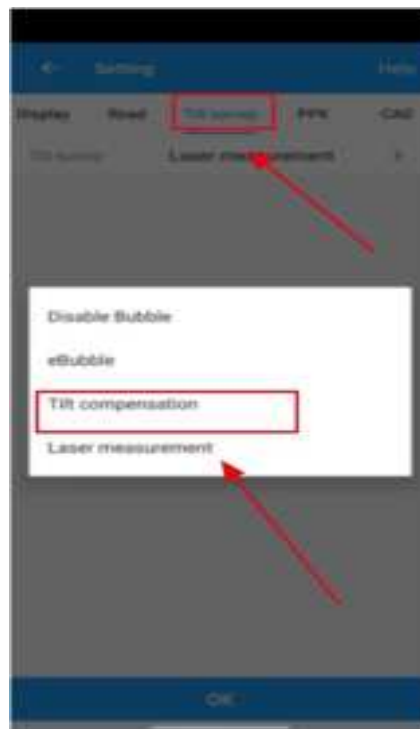 Setting Help
Display Road Tilt survey PPK CAD
Tilt survey Laser measurement >
Disable Bubble
eBubble
Tilt compensation
Laser measurement
OK